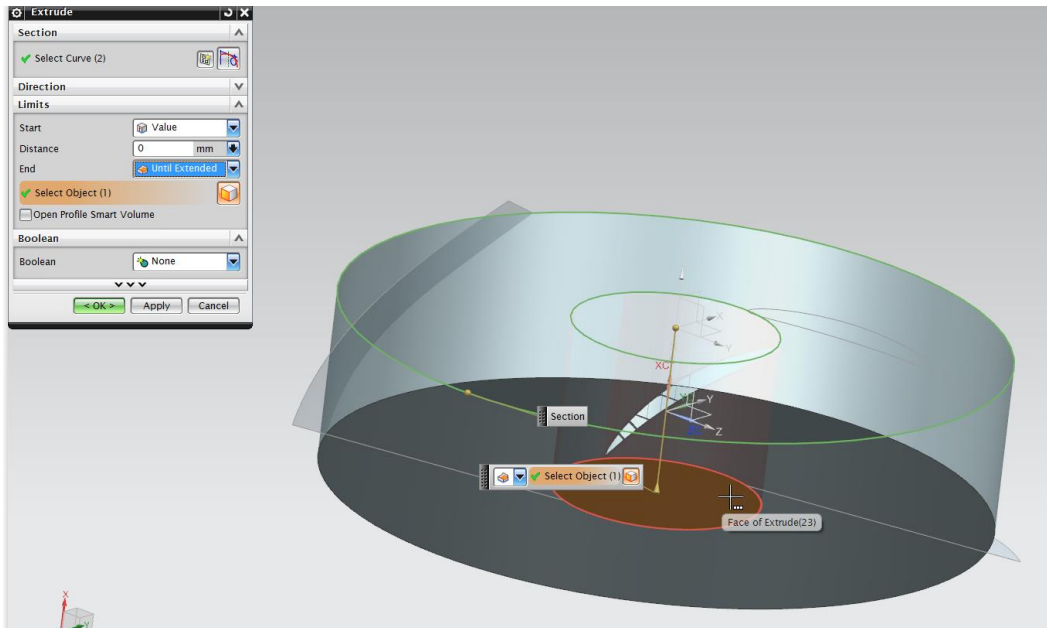 Extrude
Section
Select Curve (2)
Direction
Limits
Start Value
Distance 0 mm
End Until Extended
Select Object (1)
Open Profile Smart Volume
Boolean
Boolean None
< OK > Apply Cancel
X
Y
XC
Y
Z
Section
Select Object (1)
Face of Extrude(23)
X
Y